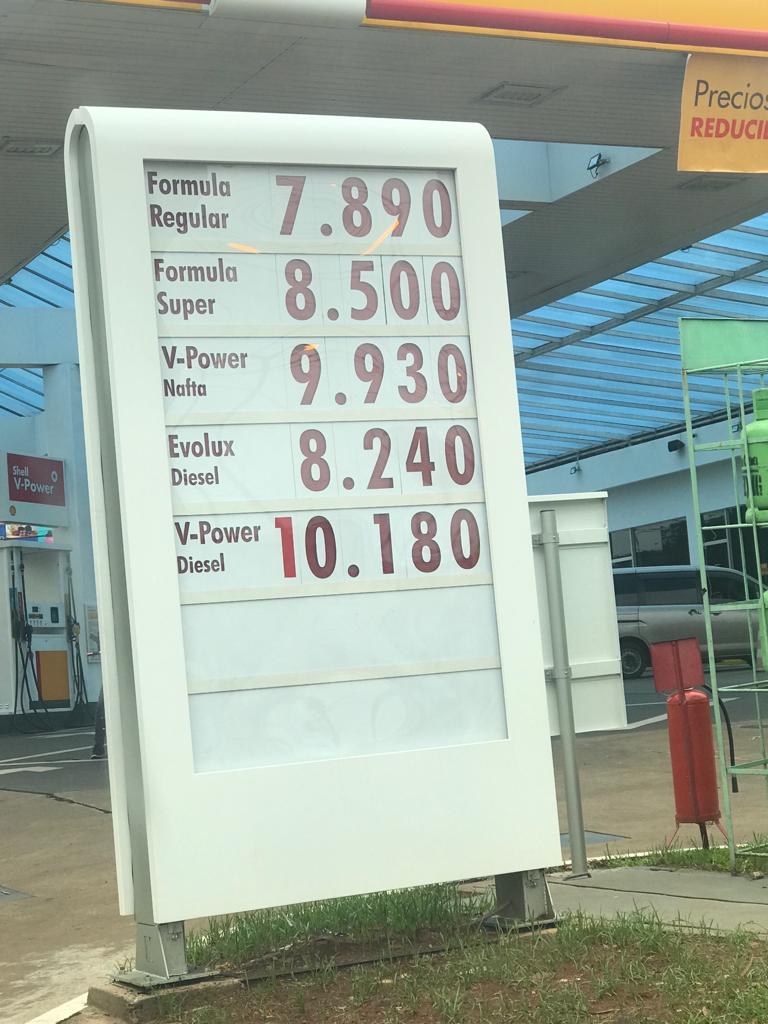 Precios
REDUCI
Formula
Regular 7.890
Formula
Super 8.500
V-Power
Nafta 9.930
Evolux
Diesel 8.240
V-Power
Diesel 10.180
Shell
V-Power